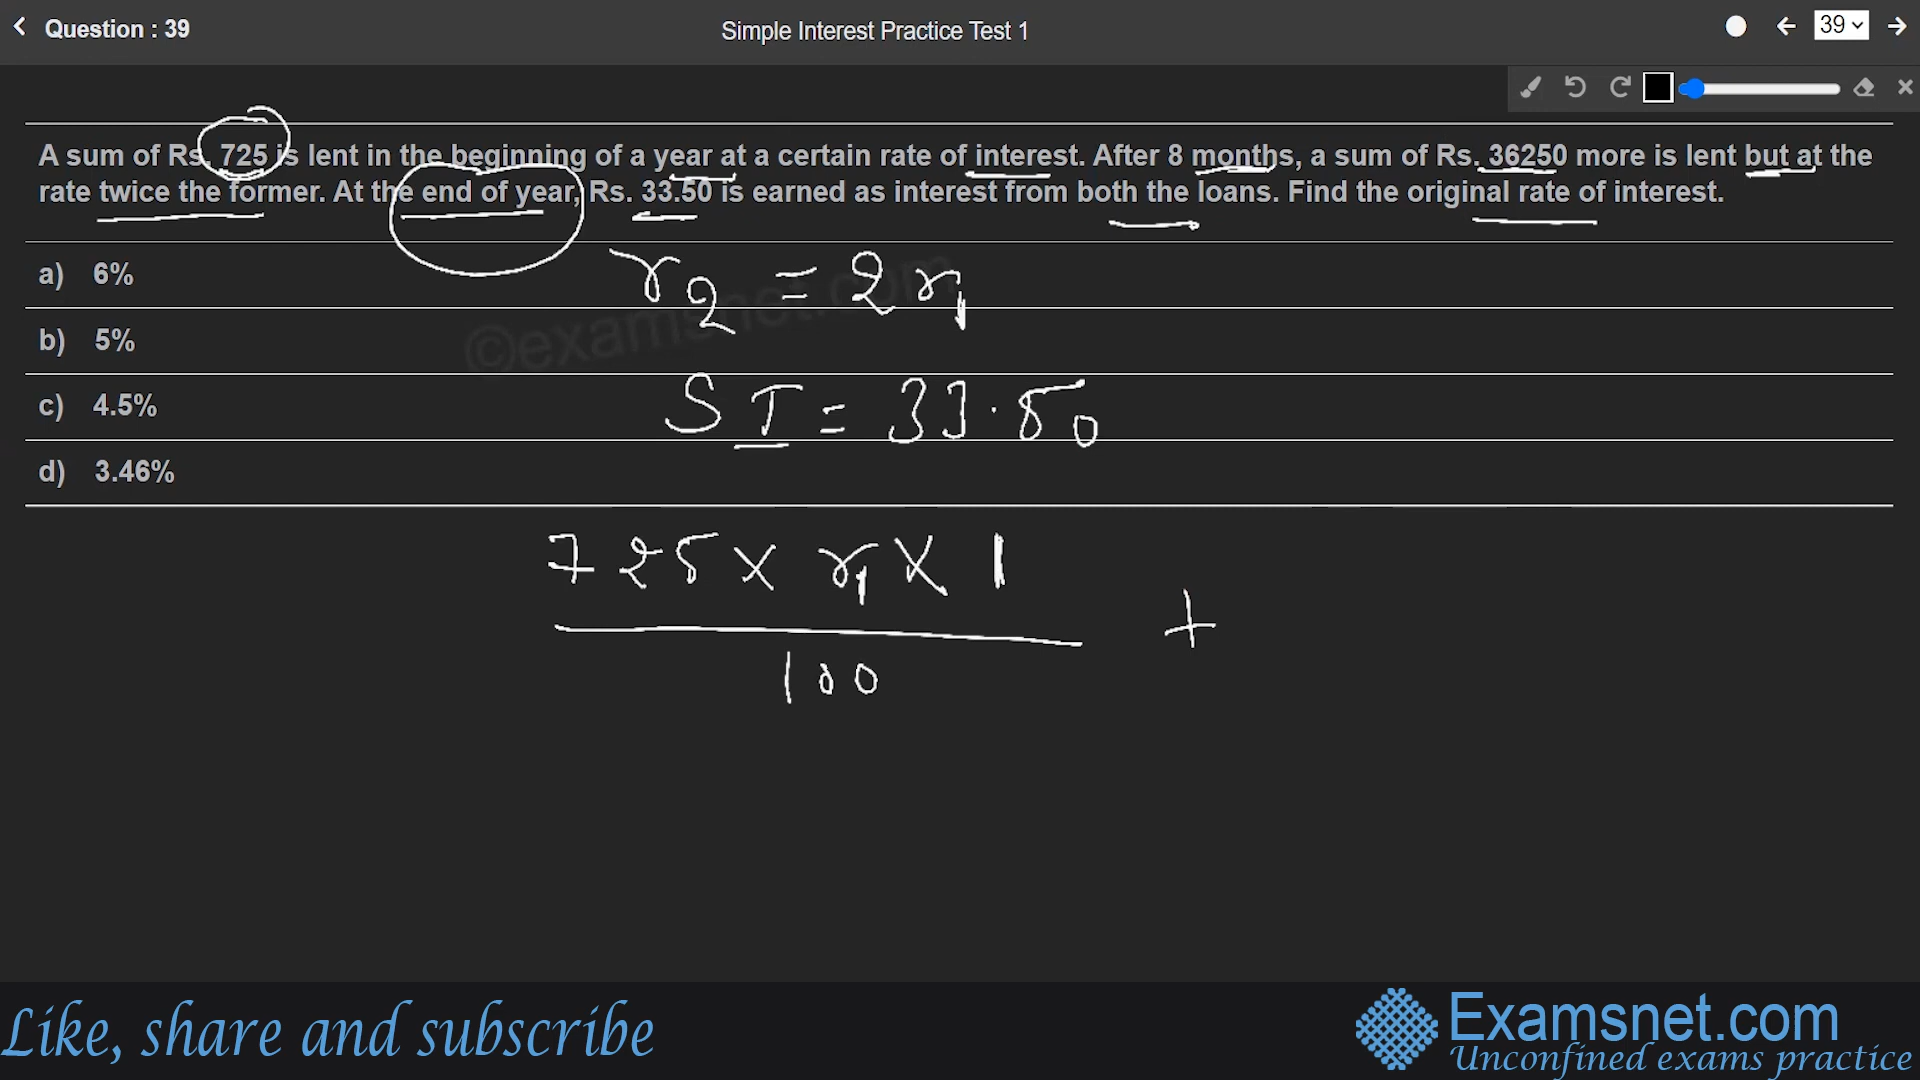 Question : 39
Simple Interest Practice Test 1
39
A sum of Rs. 725 is lent in the beginning of a year at a certain rate of interest. After 8 months, a sum of Rs. 36250 more is lent but at the
rate twice the former. At the end of year, Rs. 33.50 is earned as interest from both the loans. Find the original rate of interest.
a) 6%
b) 5%
c) 4.5%
d) 3.46%
©examsnet.com
r2 = 2r1
SI = 33.50
725 x r1 x 1
100
+
Like, share and subscribe
Examsnet.com
Unconfined exams practice